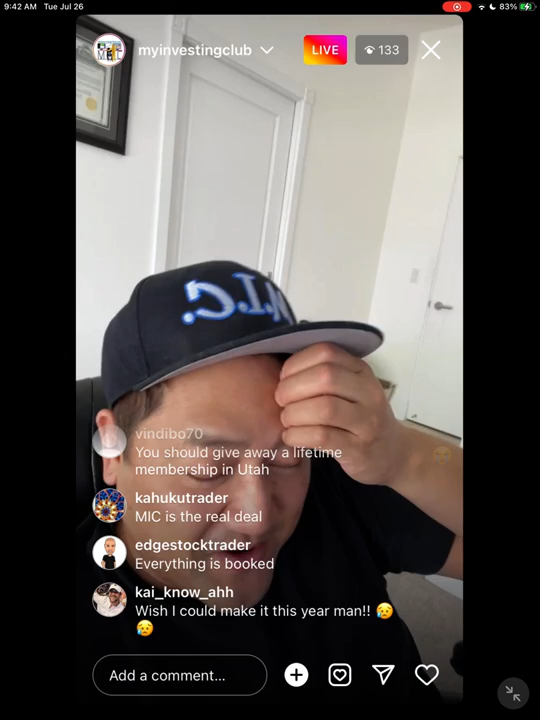 9:42 AM Tue Jul 26
83%
myinvestingclub
LIVE
133
M.I.C.
vindibo70
You should give away a lifetime
membership in Utah
kahukutrader
MIC is the real deal
edgestocktrader
Everything is booked
kai_know_ahh
Wish I could make it this year man!! 😥
😥
Add a comment...